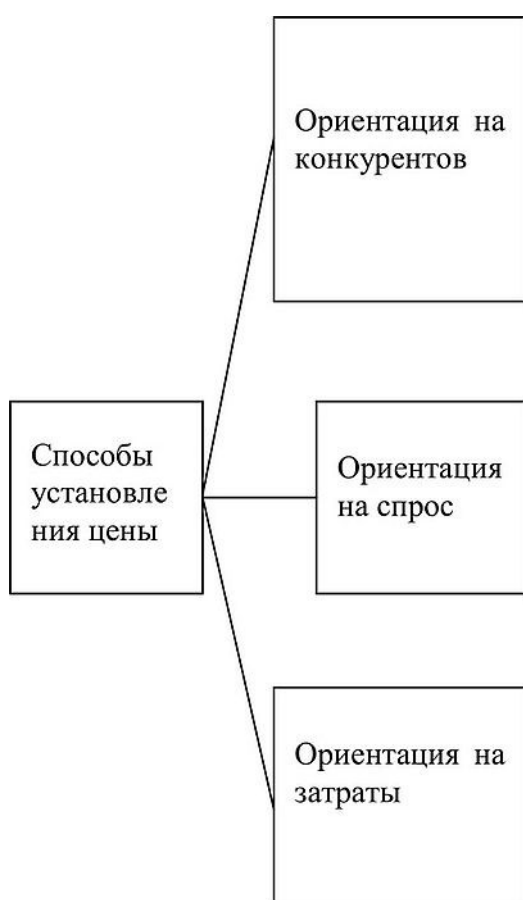 Ориентация на
конкурентов
Способы
установле
ния цены
Ориентация
на спрос
Ориентация на
затраты